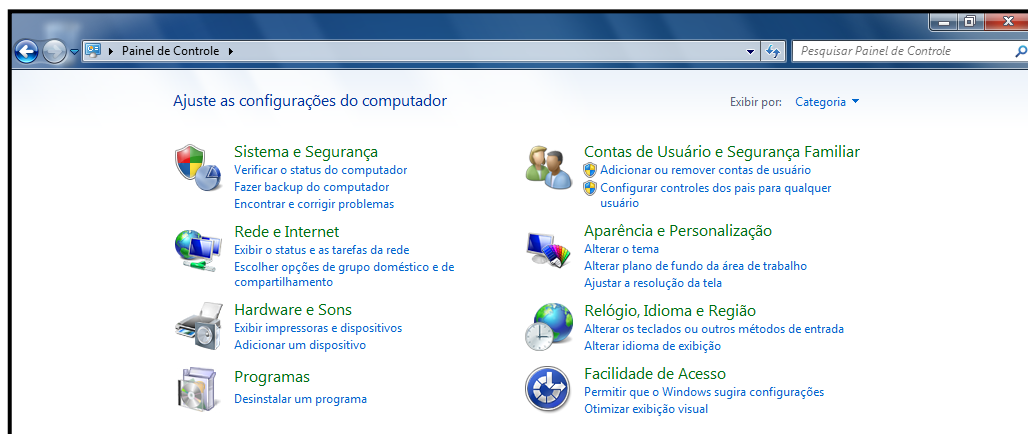 Painel de Controle
Pesquisar Painel de Controle
Ajuste as configurações do computador
Exibir por: Categoria
Sistema e Segurança
Verificar o status do computador
Fazer backup do computador
Encontrar e corrigir problemas
Rede e Internet
Exibir o status e as tarefas da rede
Escolher opções de grupo doméstico e de
compartilhamento
Hardware e Sons
Exibir impressoras e dispositivos
Adicionar um dispositivo
Programas
Desinstalar um programa
Contas de Usuário e Segurança Familiar
Adicionar ou remover contas de usuário
Configurar controles dos pais para qualquer
usuário
Aparência e Personalização
Alterar o tema
Alterar plano de fundo da área de trabalho
Ajustar a resolução da tela
Relógio, Idioma e Região
Alterar os teclados ou outros métodos de entrada
Alterar idioma de exibição
Facilidade de Acesso
Permitir que o Windows sugira configurações
Otimizar exibição visual